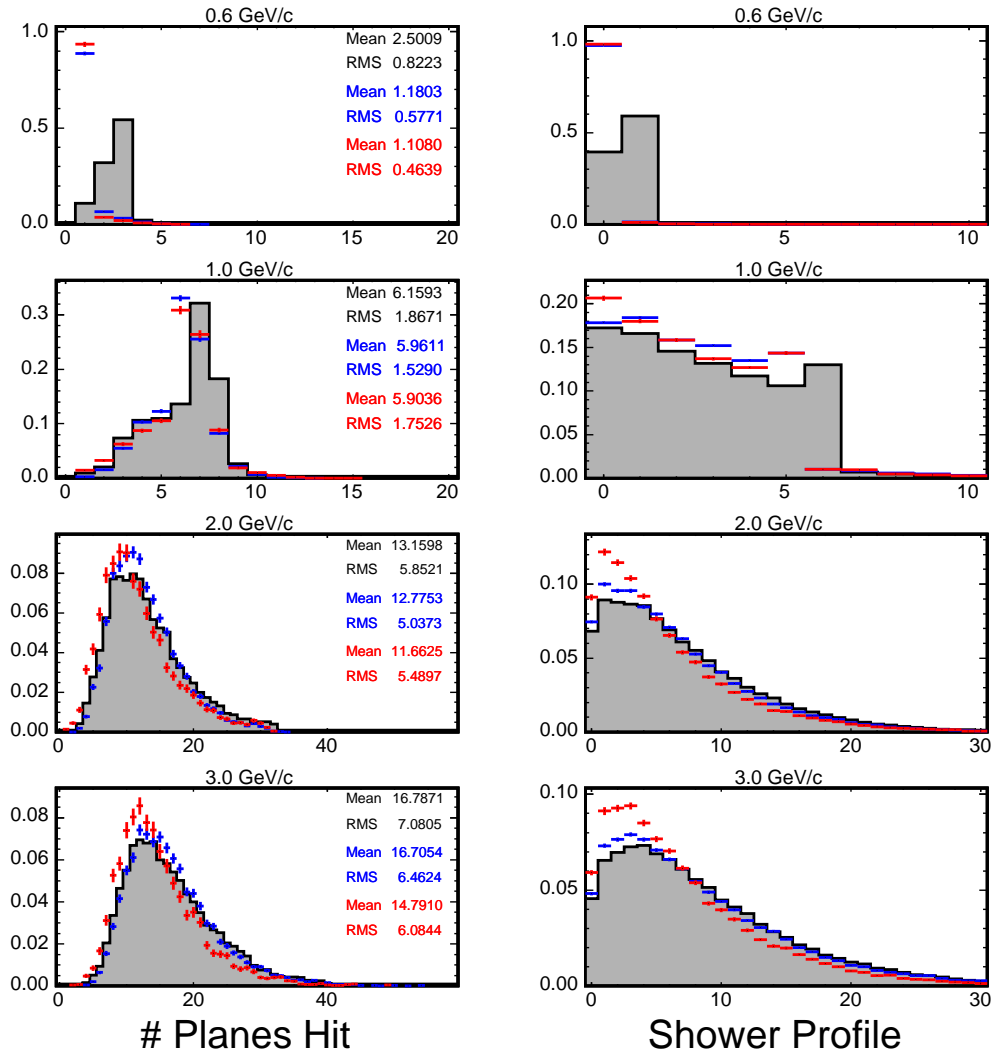 0.6 GeV/c
1.0
0.5
0.0
Mean 2.5009
RMS 0.8223
Mean 1.1803
RMS 0.5771
Mean 1.1080
RMS 0.4639
0 5 10 15 20
0.6 GeV/c
1.0
0.5
0.0
0 5 10
1.0 GeV/c
0.3
0.2
0.1
0.0
Mean 6.1593
RMS 1.8671
Mean 5.9611
RMS 1.5290
Mean 5.9036
RMS 1.7526
0 5 10 15 20
1.0 GeV/c
0.20
0.15
0.10
0.05
0.00
0 5 10
2.0 GeV/c
0.08
0.06
0.04
0.02
0.00
Mean 13.1598
RMS 5.8521
Mean 12.7753
RMS 5.0373
Mean 11.6625
RMS 5.4897
0 20 40
2.0 GeV/c
0.10
0.05
0.00
0 10 20 30
3.0 GeV/c
0.08
0.06
0.04
0.02
0.00
Mean 16.7871
RMS 7.0805
Mean 16.7054
RMS 6.4624
Mean 14.7910
RMS 6.0844
0 20 40
3.0 GeV/c
0.10
0.05
0.00
0 10 20 30
# Planes Hit
Shower Profile